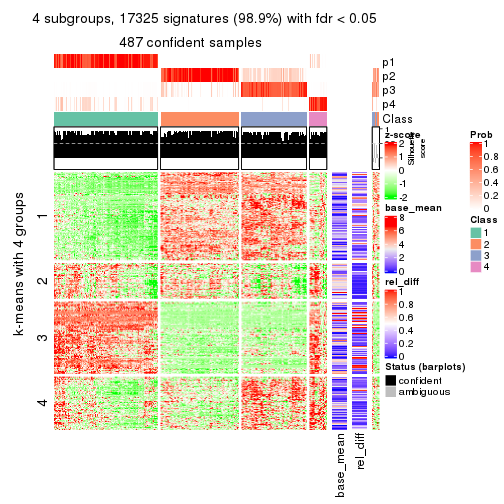 4 subgroups, 17325 signatures (98.9%) with fdr < 0.05
487 confident samples
p1
p2
p3
p4
Class
1
Silhouette
score
k-means with 4 groups
1
2
3
4
base_mean
rel_diff
z-score
2
1
0
-1
-2
base_mean
8
6
4
2
0
rel_diff
1
0.8
0.6
0.4
0.2
0
Status (barplots)
confident
ambiguous
Prob
1
0.8
0.6
0.4
0.2
0
Class
1
2
3
4